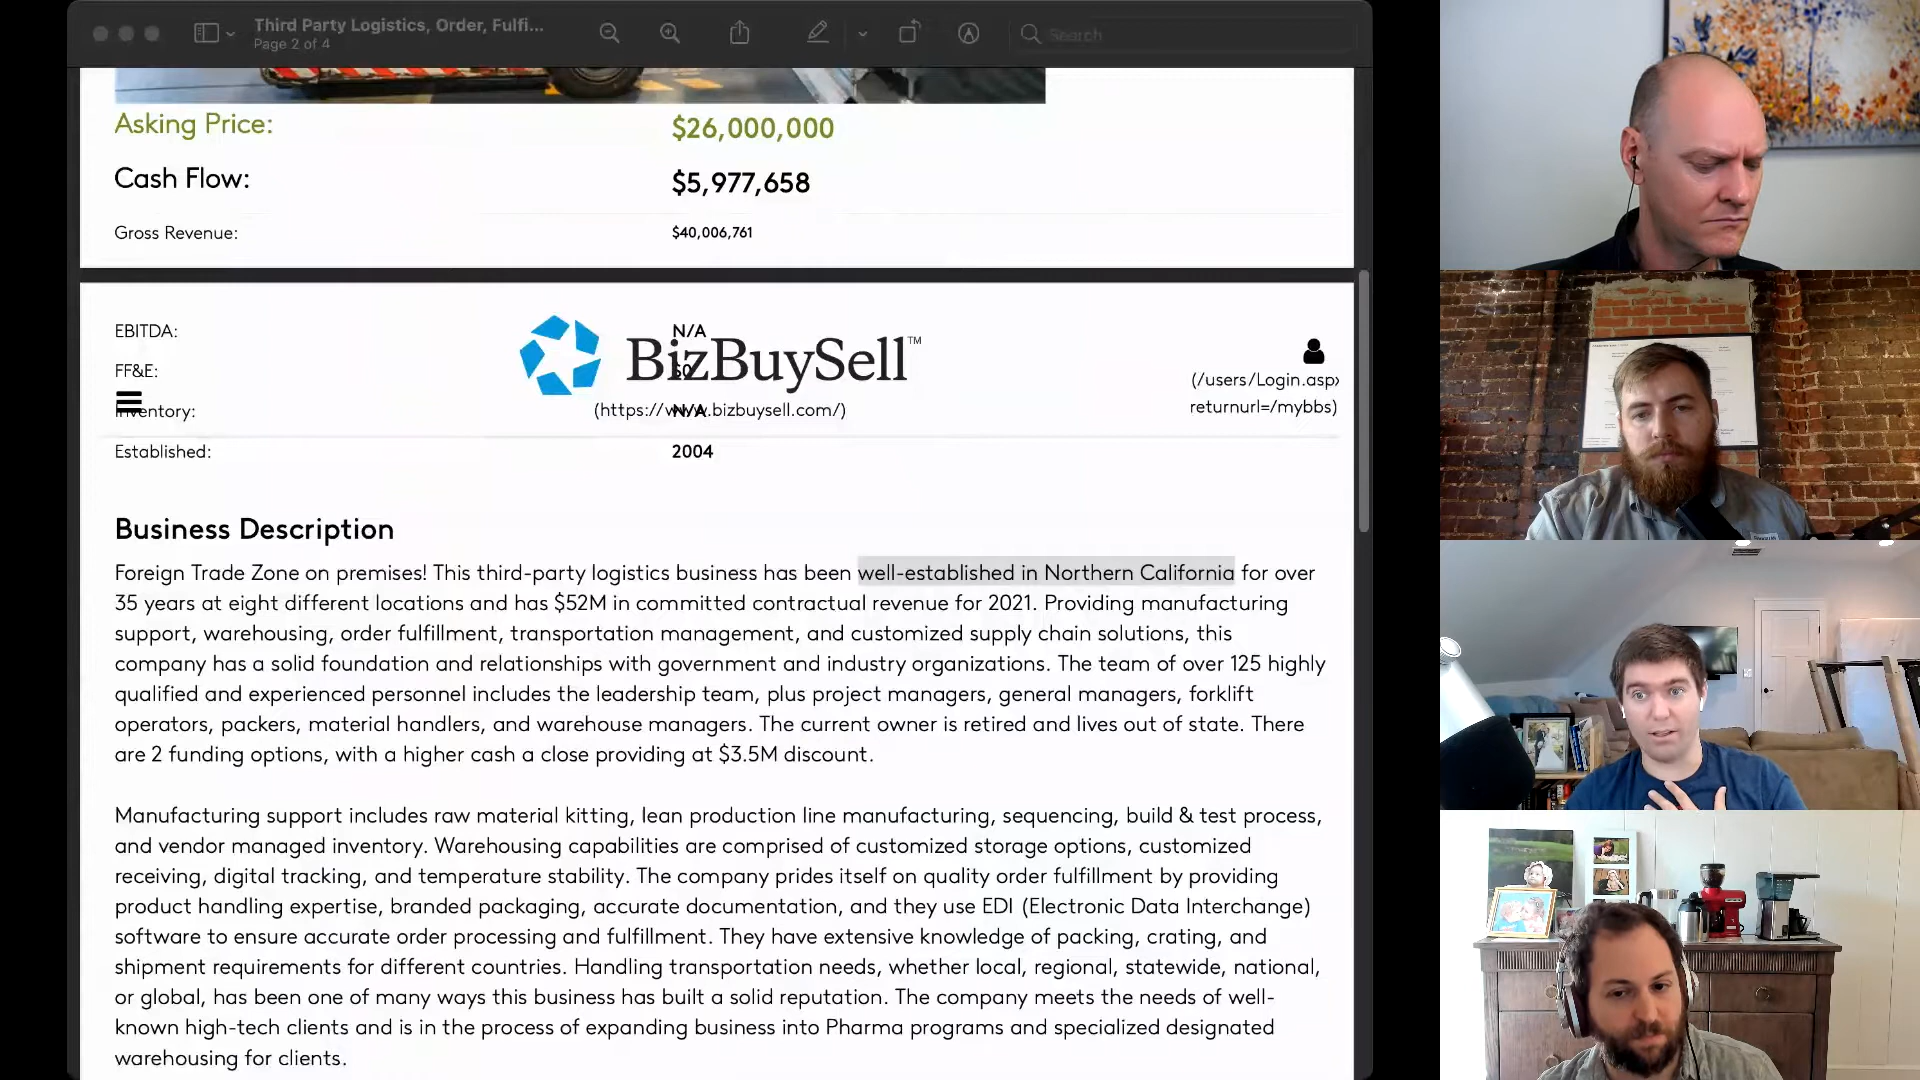 Third Party Logistics, Order, Fulfi...
Page 2 of 4
Search
Asking Price: $26,000,000
Cash Flow: $5,977,658
Gross Revenue: $40,006,761
EBITDA: N/A
BizBuySell™
FF&E: $0
(/users/Login.asp
Inventory: N/A
(https://www.bizbuysell.com/)
returnurl=/mybbs)
Established: 2004
Business Description
Foreign Trade Zone on premises! This third-party logistics business has been well-established in Northern California for over
35 years at eight different locations and has $52M in committed contractual revenue for 2021. Providing manufacturing
support, warehousing, order fulfillment, transportation management, and customized supply chain solutions, this
company has a solid foundation and relationships with government and industry organizations. The team of over 125 highly
qualified and experienced personnel includes the leadership team, plus project managers, general managers, forklift
operators, packers, material handlers, and warehouse managers. The current owner is retired and lives out of state. There
are 2 funding options, with a higher cash a close providing at $3.5M discount.
Manufacturing support includes raw material kitting, lean production line manufacturing, sequencing, build & test process,
and vendor managed inventory. Warehousing capabilities are comprised of customized storage options, customized
receiving, digital tracking, and temperature stability. The company prides itself on quality order fulfillment by providing
product handling expertise, branded packaging, accurate documentation, and they use EDI (Electronic Data Interchange)
software to ensure accurate order processing and fulfillment. They have extensive knowledge of packing, crating, and
shipment requirements for different countries. Handling transportation needs, whether local, regional, statewide, national,
or global, has been one of many ways this business has built a solid reputation. The company meets the needs of well-
known high-tech clients and is in the process of expanding business into Pharma programs and specialized designated
warehousing for clients.